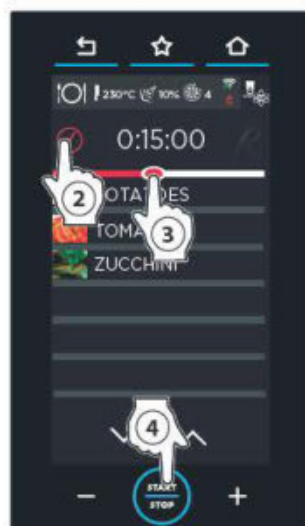 230°C 10% 4
0:15:00
2
OTATOES
3
TOMA
ZUCCHINI
4
START
STOP
- +